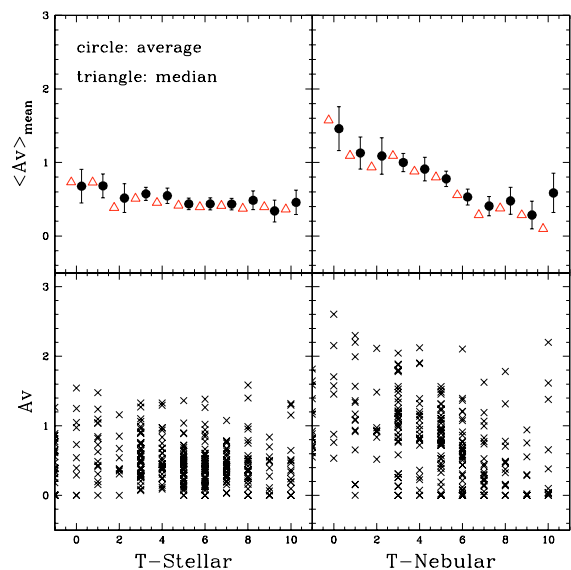 3
circle: average
triangle: median
2
<Av>mean
1
0
3
2
Av
1
0
0 2 4 6 8 10 0 2 4 6 8 10
T-Stellar T-Nebular